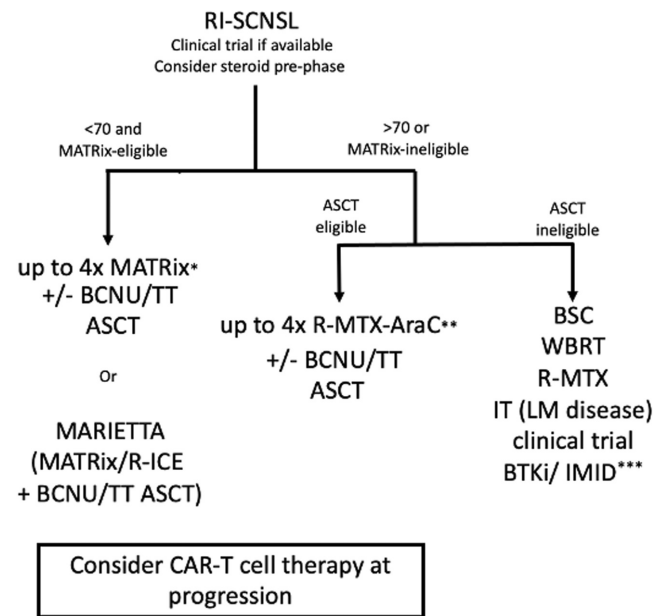 RI-SCNSL
Clinical trial if available
Consider steroid pre-phase
<70 and
MATRix-eligible
>70 or
MATRix-ineligible
ASCT
eligible
ASCT
ineligible
up to 4x MATRix*
+/- BCNU/TT
ASCT
Or
MARIETTA
(MATRix/R-ICE
+ BCNU/TT ASCT)
up to 4x R-MTX-AraC**
+/- BCNU/TT
ASCT
BSC
WBRT
R-MTX
IT (LM disease)
clinical trial
BTKi/ IMID***
Consider CAR-T cell therapy at
progression